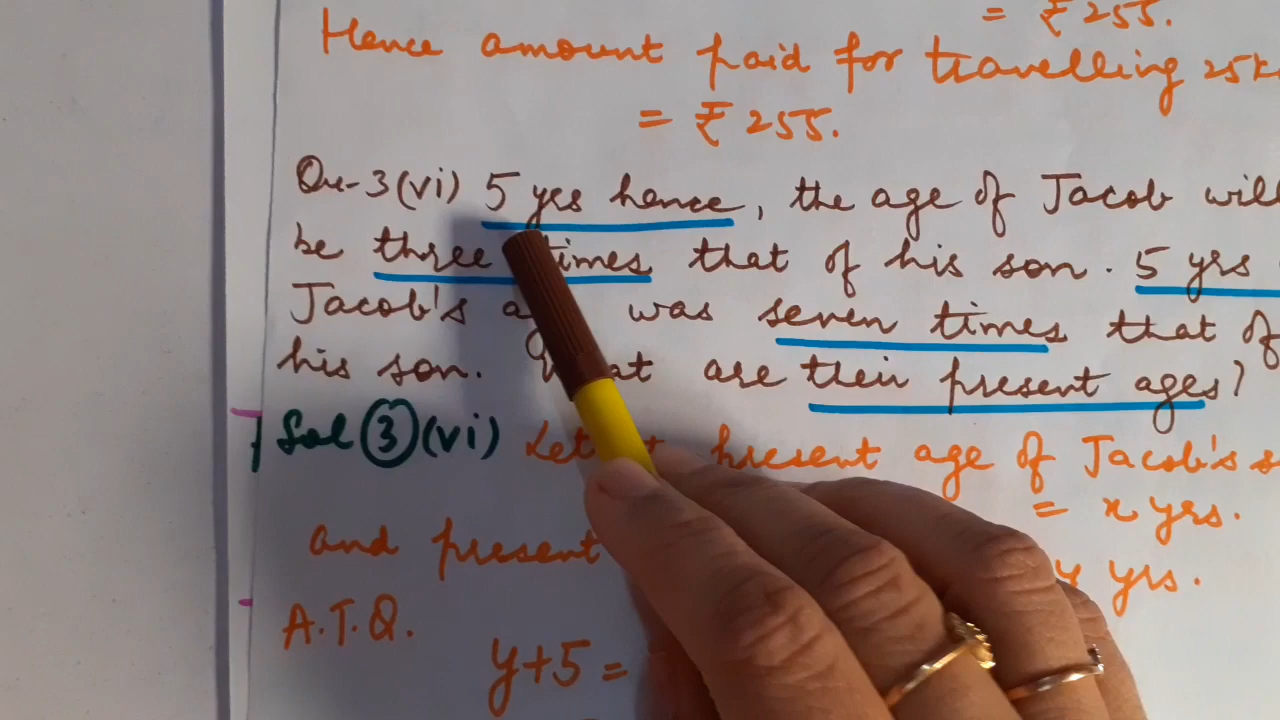 = ₹255.
Hence amount paid for travelling 25k
= ₹255.
Que-3(vi) 5 yrs hence, the age of Jacob will
be three times that of his son. 5 yrs
Jacob's was seven times that of
his son. are their present ages?
Sol ③(vi) Let present age of Jacob's s
= x yrs.
and present y yrs.
A.T.Q.
y+5=